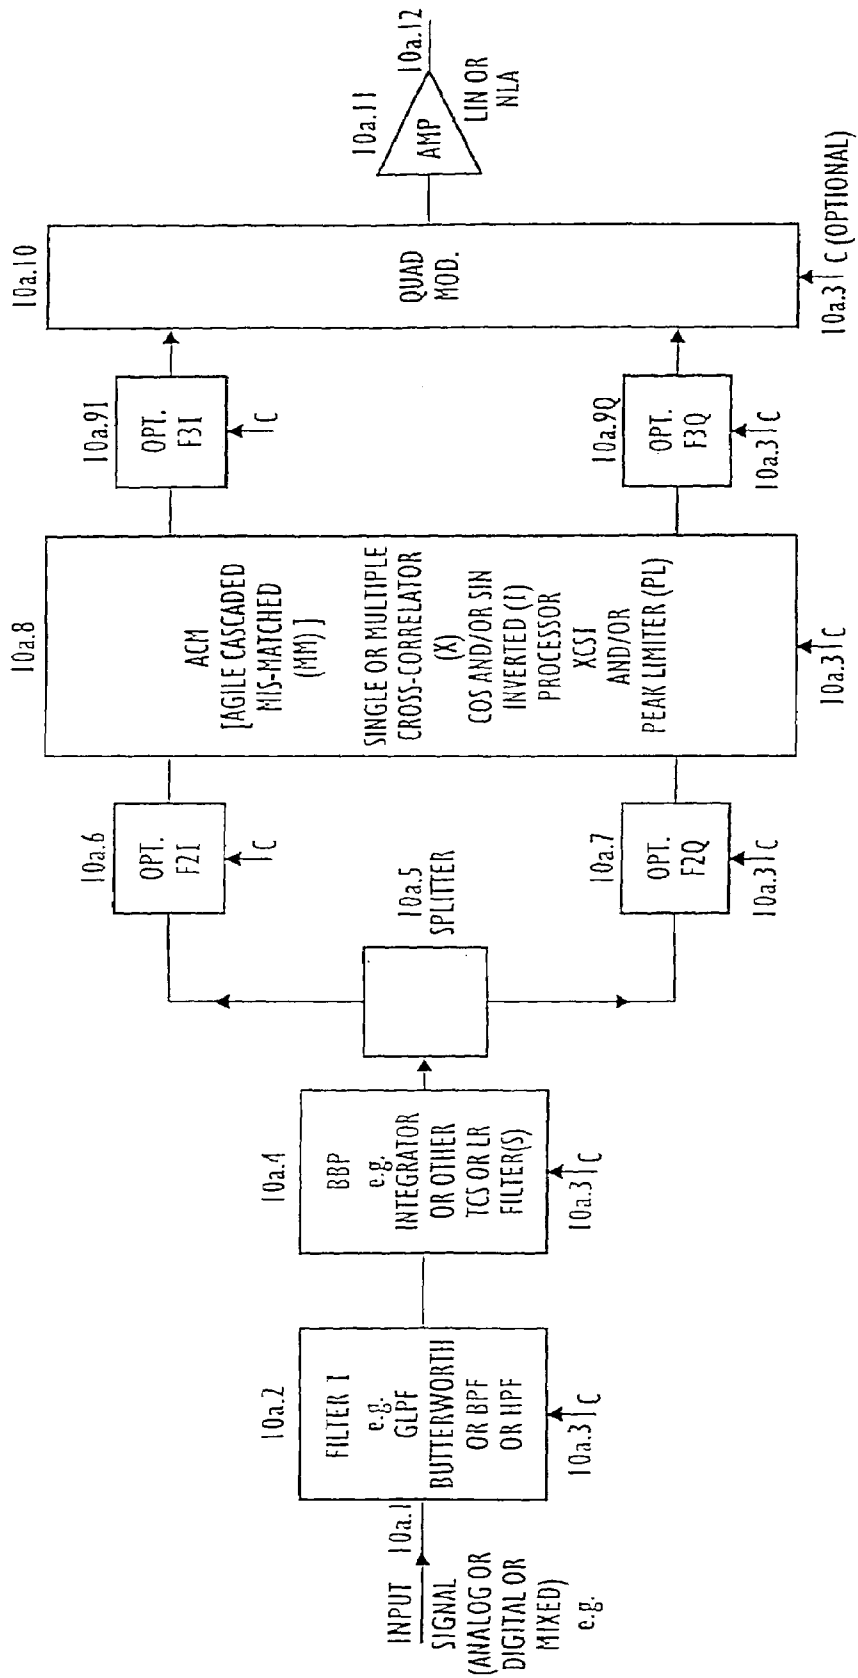 INPUT
SIGNAL
(ANALOG OR
DIGITAL OR
MIXED)
e.g.
10a.1
10a.2
FILTER 1
e.g.
GLPF
BUTTERWORTH
OR BPF
OR HPF
10a.3 C
10a.4
BBP
e.g.
INTEGRATOR
OR OTHER
TCS OR LR
FILTER(S)
10a.3 C
10a.5
SPLITTER
10a.6
OPT.
F2I
C
10a.7
OPT.
F2Q
10a.3 C
10a.8
ACM
[AGILE CASCADED
MIS-MATCHED
(MM) ]
SINGLE OR MULTIPLE
CROSS-CORRELATOR
(X)
COS AND/OR SIN
INVERTED (I)
PROCESSOR
XCSI
AND/OR
PEAK LIMITER (PL)
10a.3 C
10a.9I
OPT.
F3I
C
10a.9Q
OPT.
F3Q
10a.3 C
10a.10
QUAD
MOD.
10a.3 C (OPTIONAL)
10a.11
AMP
LIN OR
NLA
10a.12